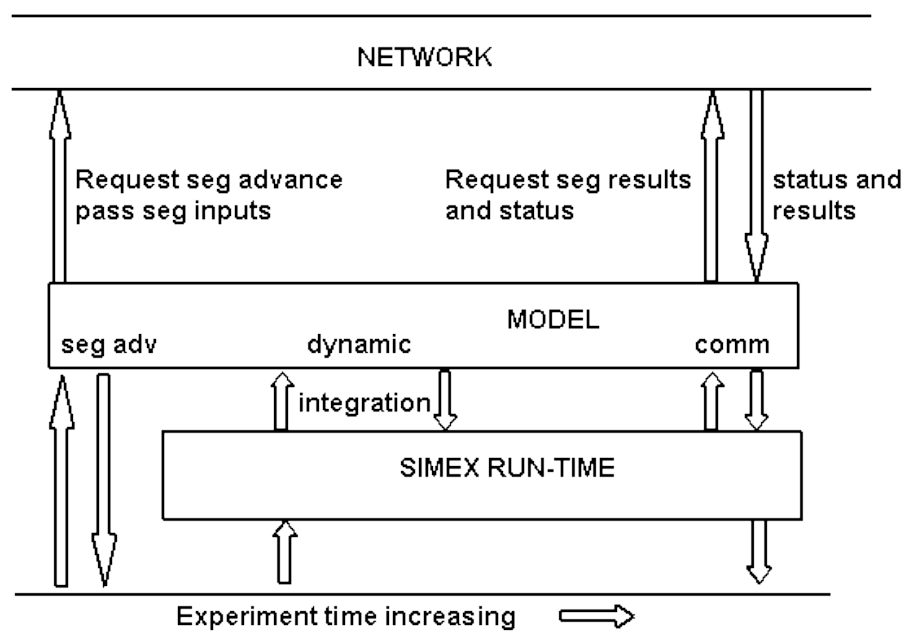 NETWORK
Request seg advance
pass seg inputs
Request seg results
and status
status and
results
MODEL
seg adv
dynamic
comm
integration
SIMEX RUN-TIME
Experiment time increasing